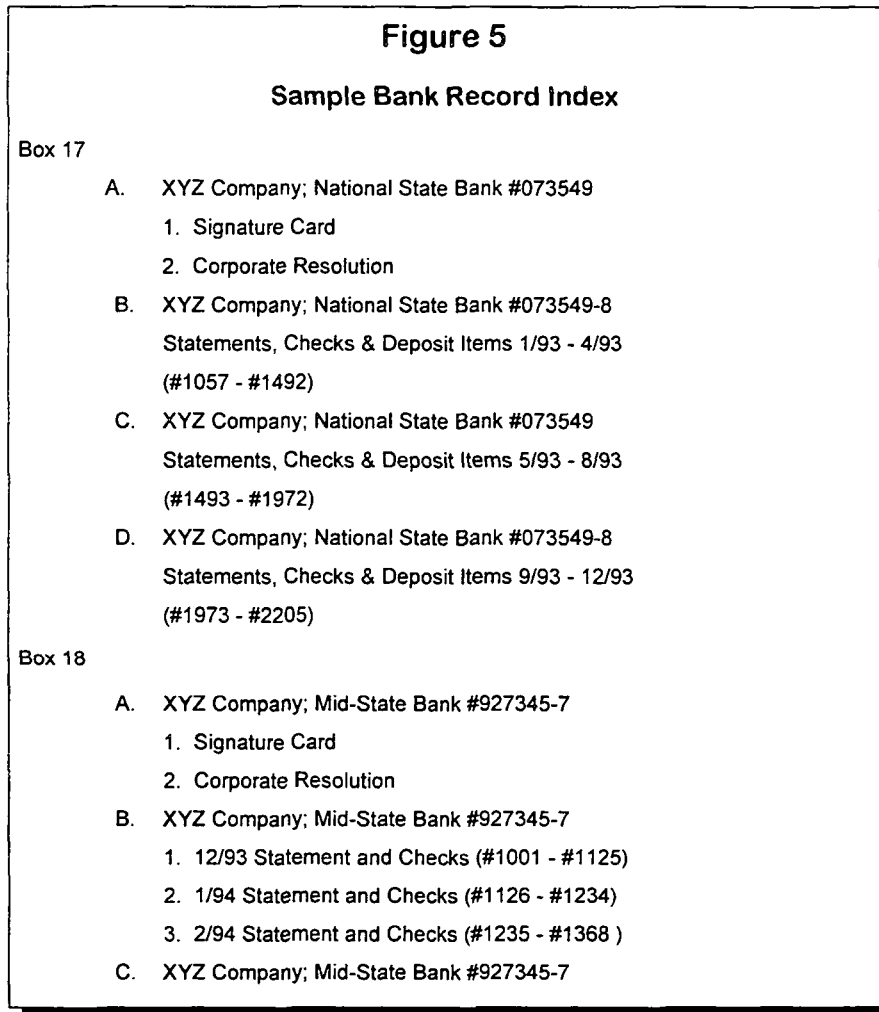 Figure 5
Sample Bank Record Index
Box 17
A. XYZ Company; National State Bank #073549
1. Signature Card
2. Corporate Resolution
B. XYZ Company; National State Bank #073549-8
Statements, Checks & Deposit Items 1/93 - 4/93
(#1057 - #1492)
C. XYZ Company; National State Bank #073549
Statements, Checks & Deposit Items 5/93 - 8/93
(#1493 - #1972)
D. XYZ Company; National State Bank #073549-8
Statements, Checks & Deposit Items 9/93 - 12/93
(#1973 - #2205)
Box 18
A. XYZ Company; Mid-State Bank #927345-7
1. Signature Card
2. Corporate Resolution
B. XYZ Company; Mid-State Bank #927345-7
1. 12/93 Statement and Checks (#1001 - #1125)
2. 1/94 Statement and Checks (#1126 - #1234)
3. 2/94 Statement and Checks (#1235 - #1368 )
C. XYZ Company; Mid-State Bank #927345-7